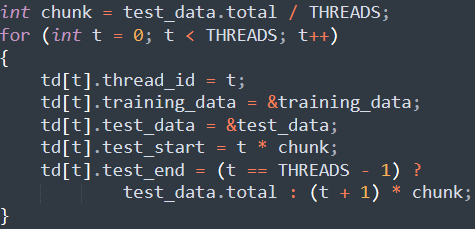 int chunk = test_data.total / THREADS;
for (int t = 0; t < THREADS; t++)
{
    td[t].thread_id = t;
    td[t].training_data = &training_data;
    td[t].test_data = &test_data;
    td[t].test_start = t * chunk;
    td[t].test_end = (t == THREADS - 1) ?
            test_data.total : (t + 1) * chunk;
}